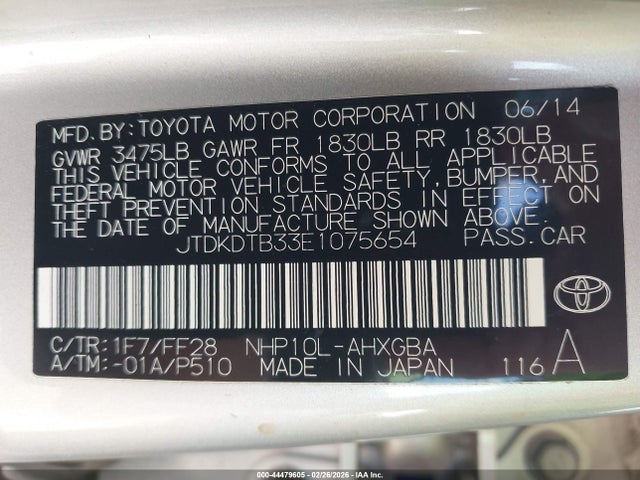 MFD. BY: TOYOTA MOTOR CORPORATION 06/14
GVWR 3475LB GAWR FR 1830LB RR 1830LB
THIS VEHICLE CONFORMS TO ALL APPLICABLE
FEDERAL MOTOR VEHICLE SAFETY, BUMPER, AND
THEFT PREVENTION STANDARDS IN EFFECT ON
THE DATE OF MANUFACTURE SHOWN ABOVE.
JTDKDTB33E1075654 PASS. CAR
C/TR: 1F7/FF28 NHP10L-AHXGBA
A/TM: -01A/P510 MADE IN JAPAN 116 A
000-44479605 - 02/26/2026 - IAA Inc.